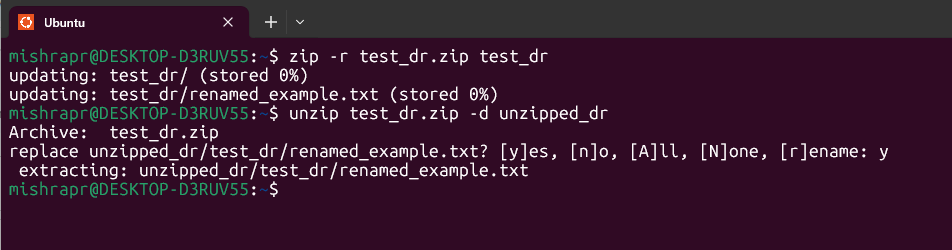 Ubuntu
mishrapr@DESKTOP-D3RUV55:~$ zip -r test_dr.zip test_dr
updating: test_dr/ (stored 0%)
updating: test_dr/renamed_example.txt (stored 0%)
mishrapr@DESKTOP-D3RUV55:~$ unzip test_dr.zip -d unzipped_dr
Archive:  test_dr.zip
replace unzipped_dr/test_dr/renamed_example.txt? [y]es, [n]o, [A]ll, [N]one, [r]ename: y
 extracting: unzipped_dr/test_dr/renamed_example.txt
mishrapr@DESKTOP-D3RUV55:~$